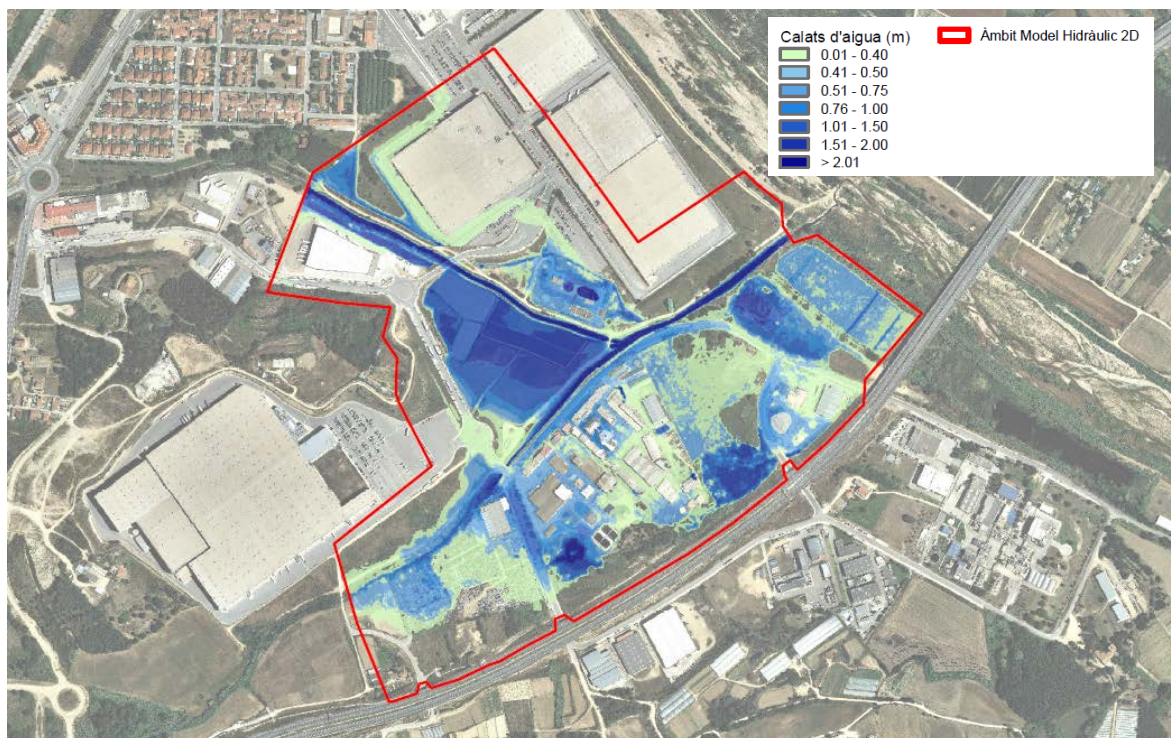 Calats d'aigua (m)
0.01 - 0.40
0.41 - 0.50
0.51 - 0.75
0.76 - 1.00
1.01 - 1.50
1.51 - 2.00
> 2.01
Àmbit Model Hidràulic 2D